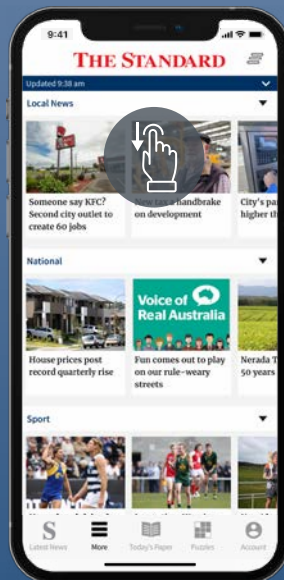 9:41
THE STANDARD
Updated 9:38 am
Local News
Someone say KFC?
Second city outlet to
create 60 jobs
New tax a handbrake
on development
City's pa
higher th
National
Voice of
Real Australia
House prices post
record quarterly rise
Fun comes out to play
on our rule-weary
streets
Nerada T
50 years
Sport
S
Latest News
More
Today's Paper
Puzzles
Account